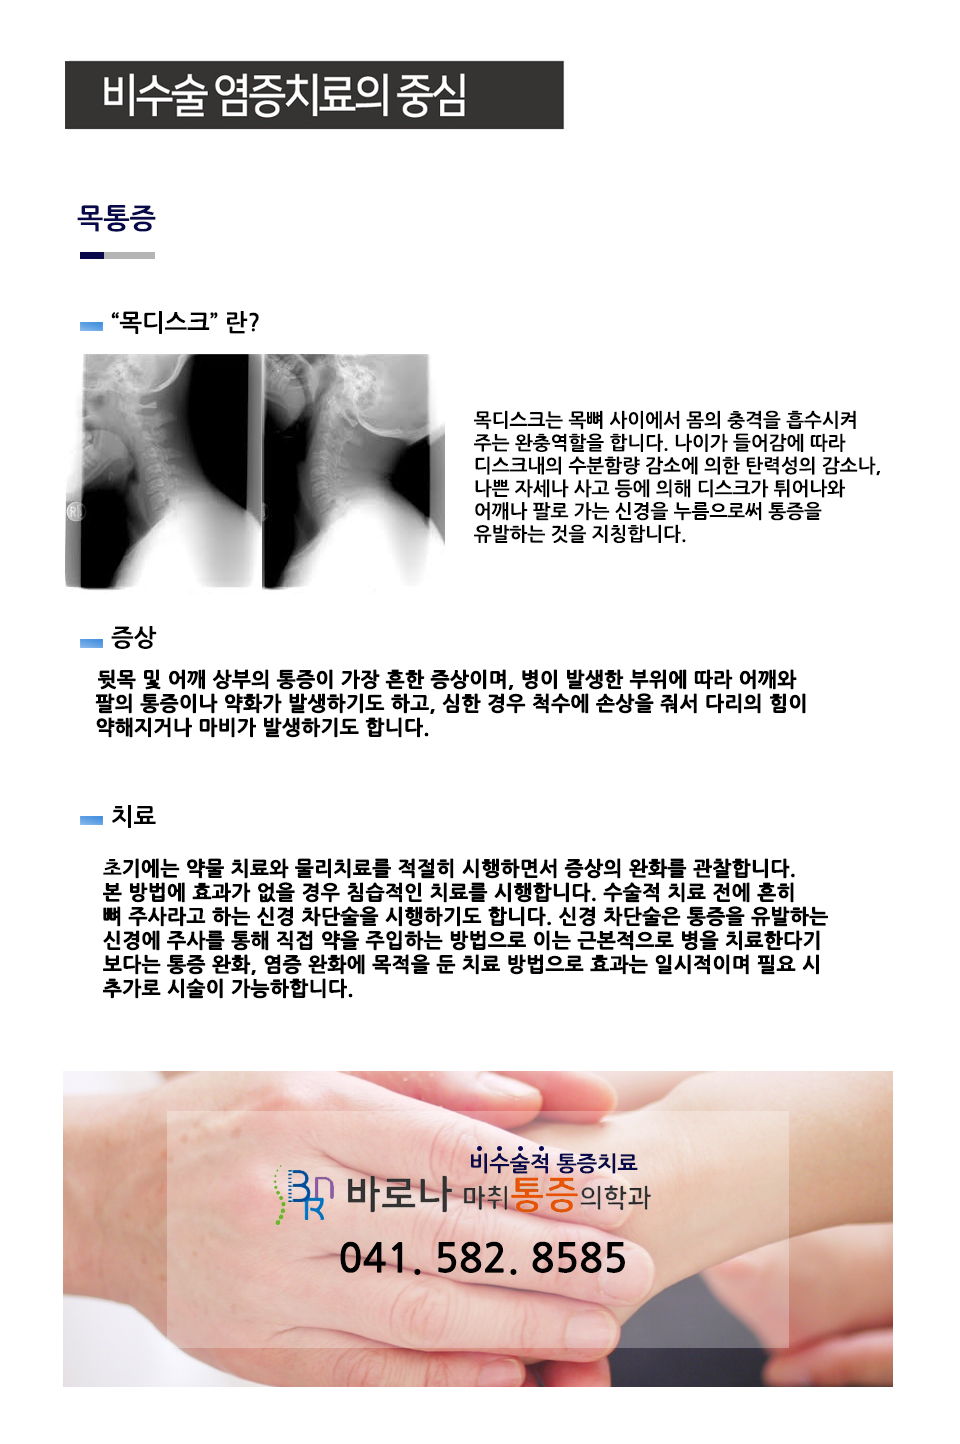 비수술 염증치료의 중심
목통증
“목디스크” 란?
목디스크는 목뼈 사이에서 몸의 충격을 흡수시켜
주는 완충역할을 합니다. 나이가 들어감에 따라
디스크내의 수분함량 감소에 의한 탄력성의 감소나,
나쁜 자세나 사고 등에 의해 디스크가 튀어나와
어깨나 팔로 가는 신경을 누름으로써 통증을
유발하는 것을 지칭합니다.
증상
뒷목 및 어깨 상부의 통증이 가장 흔한 증상이며, 병이 발생한 부위에 따라 어깨와
팔의 통증이나 약화가 발생하기도 하고, 심한 경우 척수에 손상을 줘서 다리의 힘이
약해지거나 마비가 발생하기도 합니다.
치료
초기에는 약물 치료와 물리치료를 적절히 시행하면서 증상의 완화를 관찰합니다.
본 방법에 효과가 없을 경우 침습적인 치료를 시행합니다. 수술적 치료 전에 흔히
뼈 주사라고 하는 신경 차단술을 시행하기도 합니다. 신경 차단술은 통증을 유발하는
신경에 주사를 통해 직접 약을 주입하는 방법으로 이는 근본적으로 병을 치료한다기
보다는 통증 완화, 염증 완화에 목적을 둔 치료 방법으로 효과는 일시적이며 필요 시
추가로 시술이 가능하합니다.
비수술적 통증치료
BRN 바로나 마취통증의학과
041. 582. 8585